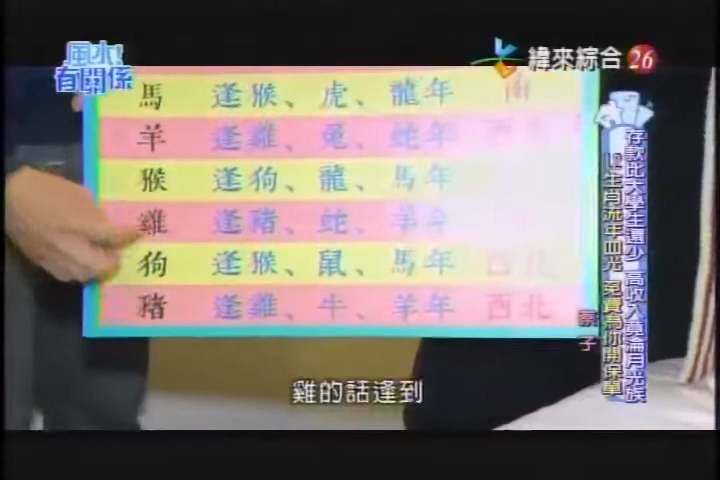 風水!
有關係
緯來綜合 26
馬 逢猴、虎、龍年 南
羊 逢雞、兔、蛇年
猴 逢狗、龍、馬年
雞 逢豬、蛇、羊年
狗 逢猴、鼠、馬年
豬 逢雞、牛、羊年 西北
存款比大學生還少 高收入竟淪月光族
12生肖流年血光 免費為你開保單
雞的話逢到